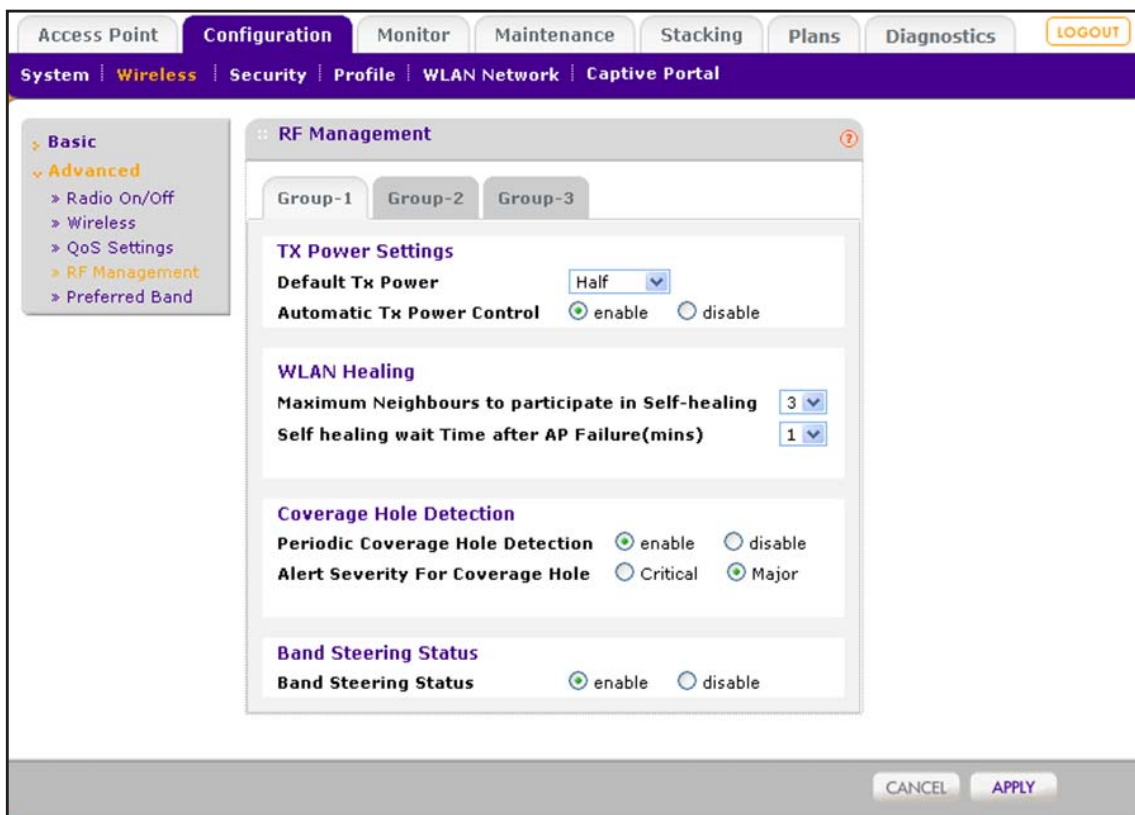 Access Point Configuration Monitor Maintenance Stacking Plans Diagnostics LOGOUT
System Wireless Security Profile WLAN Network Captive Portal
Basic
Advanced
» Radio On/Off
» Wireless
» QoS Settings
» RF Management
» Preferred Band
RF Management ?
Group-1 Group-2 Group-3
TX Power Settings
Default Tx Power Half
Automatic Tx Power Control enable disable
WLAN Healing
Maximum Neighbours to participate in Self-healing 3
Self healing wait Time after AP Failure(mins) 1
Coverage Hole Detection
Periodic Coverage Hole Detection enable disable
Alert Severity For Coverage Hole Critical Major
Band Steering Status
Band Steering Status enable disable
CANCEL APPLY